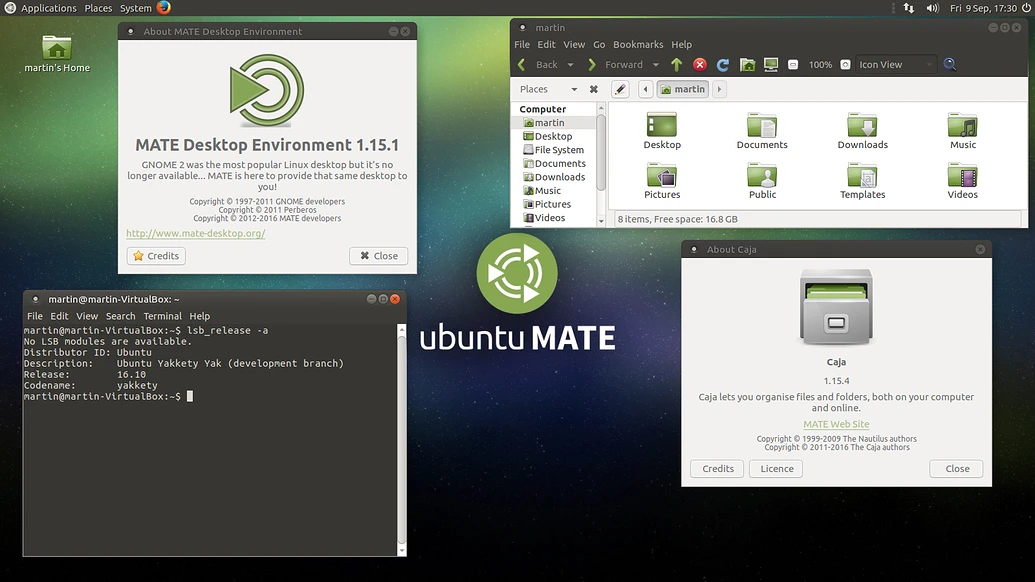 Applications Places System
Fri 9 Sep, 17:30
martin's Home
About MATE Desktop Environment
MATE Desktop Environment 1.15.1
GNOME 2 was the most popular Linux desktop but it's no
longer available... MATE is here to provide that same desktop to
you!
Copyright © 1997-2011 GNOME developers
Copyright © 2011 Perberos
Copyright © 2012-2016 MATE developers
http://www.mate-desktop.org/
Credits
Close
martin
File Edit View Go Bookmarks Help
Back Forward 100% Icon View
Places martin
Computer
martin
Desktop
File System
Documents
Downloads
Music
Pictures
Videos
Desktop Documents Downloads Music
Pictures Public Templates Videos
8 items, Free space: 16.8 GB
ubuntu MATE
martin@martin-VirtualBox: ~
File Edit View Search Terminal Help
martin@martin-VirtualBox:~$ lsb_release -a
No LSB modules are available.
Distributor ID: Ubuntu
Description: Ubuntu Yakkety Yak (development branch)
Release: 16.10
Codename: yakkety
martin@martin-VirtualBox:~$
About Caja
Caja
1.15.4
Caja lets you organise files and folders, both on your computer
and online.
MATE Web Site
Copyright © 1999-2009 The Nautilus authors
Copyright © 2011-2016 The Caja authors
Credits Licence Close